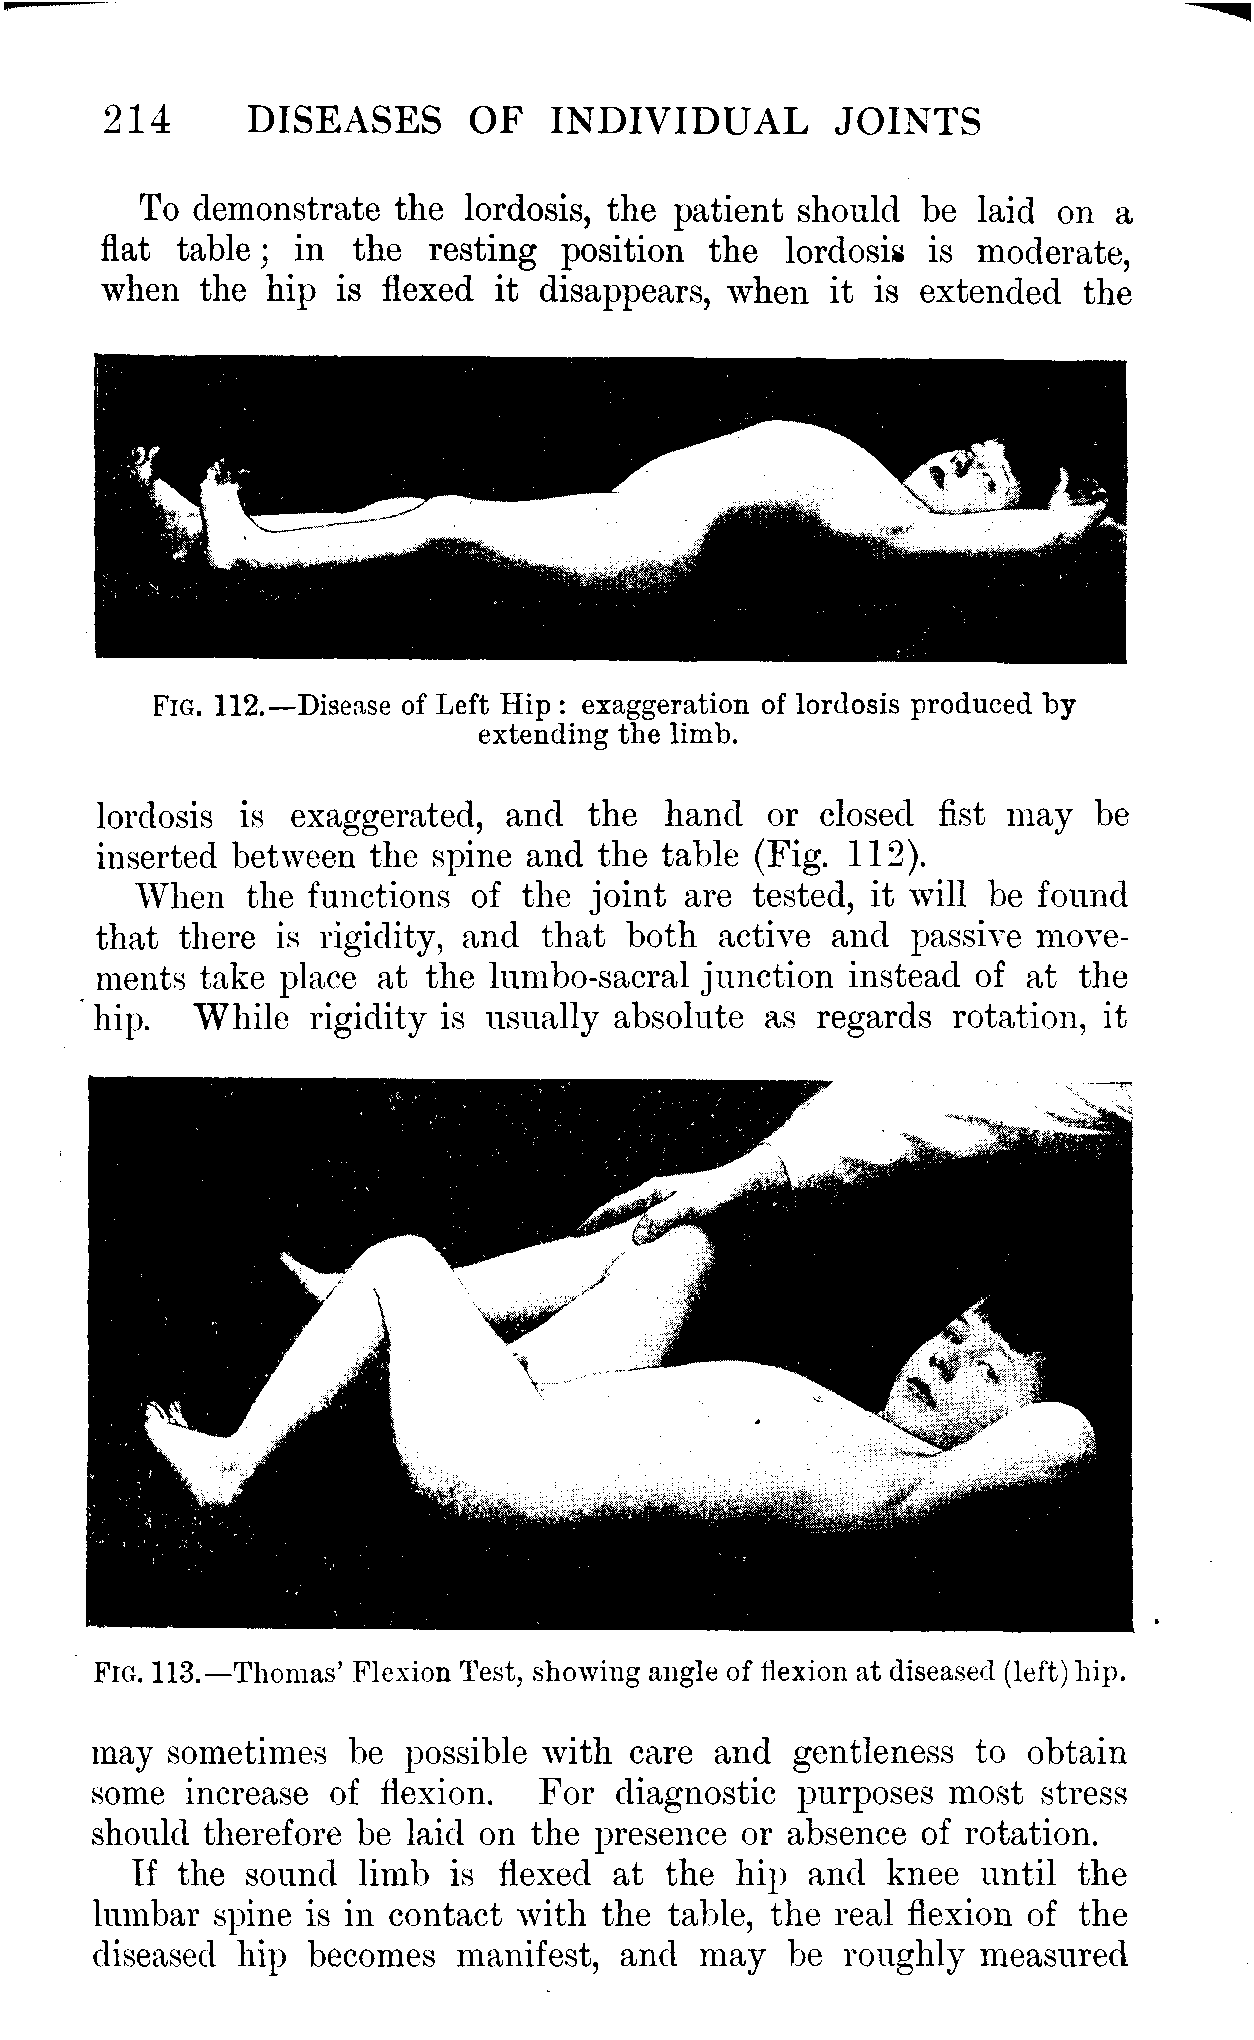 214 DISEASES OF INDIVIDUAL JOINTS
To demonstrate the lordosis, the patient should be laid on a
flat table; in the resting position the lordosis is moderate,
when the hip is flexed it disappears, when it is extended the
FIG. 112.—Disease of Left Hip: exaggeration of lordosis produced by
extending the limb.
lordosis is exaggerated, and the hand or closed fist may be
inserted between the spine and the table (Fig. 112).
When the functions of the joint are tested, it will be found
that there is rigidity, and that both active and passive move-
ments take place at the lumbo-sacral junction instead of at the
hip. While rigidity is usually absolute as regards rotation, it
FIG. 113.—Thomas' Flexion Test, showing angle of flexion at diseased (left) hip.
may sometimes be possible with care and gentleness to obtain
some increase of flexion. For diagnostic purposes most stress
should therefore be laid on the presence or absence of rotation.
If the sound limb is flexed at the hip and knee until the
lumbar spine is in contact with the table, the real flexion of the
diseased hip becomes manifest, and may be roughly measured